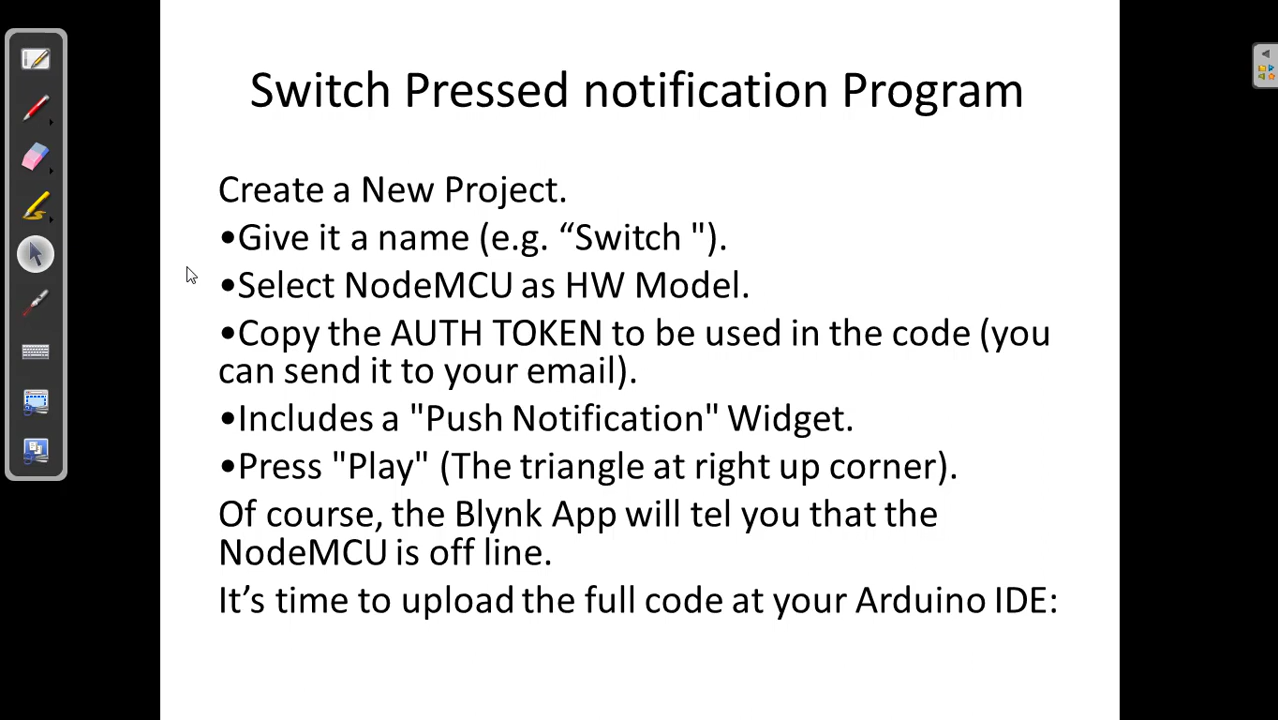 Switch Pressed notification Program
Create a New Project.
•Give it a name (e.g. “Switch ").
•Select NodeMCU as HW Model.
•Copy the AUTH TOKEN to be used in the code (you
can send it to your email).
•Includes a "Push Notification" Widget.
•Press "Play" (The triangle at right up corner).
Of course, the Blynk App will tel you that the
NodeMCU is off line.
It’s time to upload the full code at your Arduino IDE: